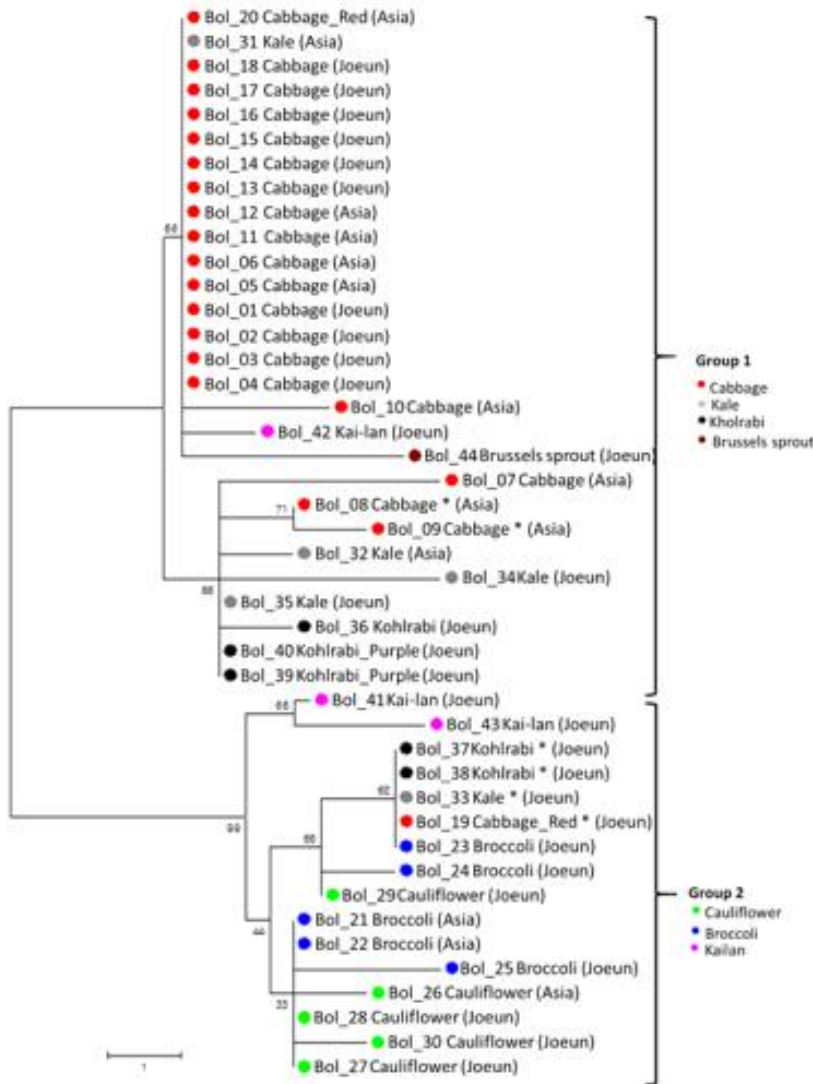 Bol_20 Cabbage_Red (Asia)
Bol_31 Kale (Asia)
Bol_18 Cabbage (Joeun)
Bol_17 Cabbage (Joeun)
Bol_16 Cabbage (Joeun)
Bol_15 Cabbage (Joeun)
Bol_14 Cabbage (Joeun)
Bol_13 Cabbage (Joeun)
Bol_12 Cabbage (Asia)
Bol_11 Cabbage (Asia)
Bol_06 Cabbage (Asia)
Bol_05 Cabbage (Asia)
Bol_01 Cabbage (Joeun)
Bol_02 Cabbage (Joeun)
Bol_03 Cabbage (Joeun)
Bol_04 Cabbage (Joeun)
Bol_10 Cabbage (Asia)
Bol_42 Kai-lan (Joeun)
Bol_44 Brussels sprout (Joeun)
Bol_07 Cabbage (Asia)
71
Bol_08 Cabbage * (Asia)
Bol_09 Cabbage * (Asia)
Bol_32 Kale (Asia)
Bol_34 Kale (Joeun)
Bol_35 Kale (Joeun)
Bol_36 Kohlrabi (Joeun)
Bol_40 Kohlrabi_Purple (Joeun)
Bol_39 Kohlrabi_Purple (Joeun)
Group 1
Cabbage
Kale
Kholrabi
Brussels sprout
Bol_41 Kai-lan (Joeun)
Bol_43 Kai-lan (Joeun)
Bol_37 Kohlrabi * (Joeun)
Bol_38 Kohlrabi * (Joeun)
62
Bol_33 Kale * (Joeun)
Bol_19 Cabbage_Red * (Joeun)
99
Bol_23 Broccoli (Joeun)
Bol_24 Broccoli (Joeun)
Bol_29 Cauliflower (Joeun)
Bol_21 Broccoli (Asia)
Bol_22 Broccoli (Asia)
Bol_25 Broccoli (Joeun)
Bol_26 Cauliflower (Asia)
33
Bol_28 Cauliflower (Joeun)
Bol_30 Cauliflower (Joeun)
Bol_27 Cauliflower (Joeun)
Group 2
Cauliflower
Broccoli
Kailan
1